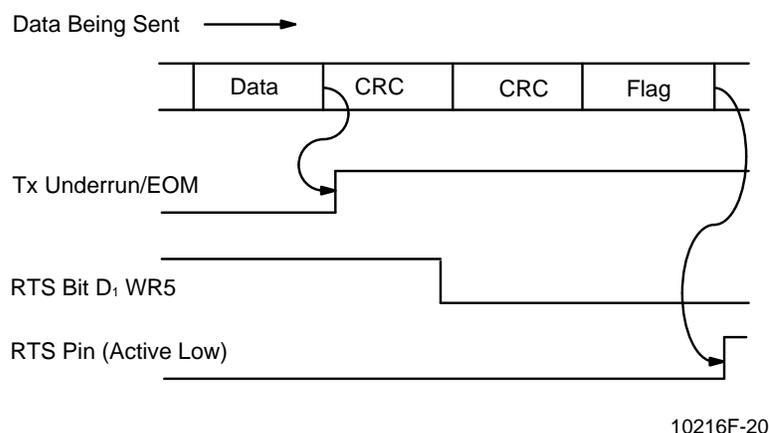 Data Being Sent
Data CRC CRC Flag
Tx Underrun/EOM
RTS Bit D₁ WR5
RTS Pin (Active Low)
10216F-20